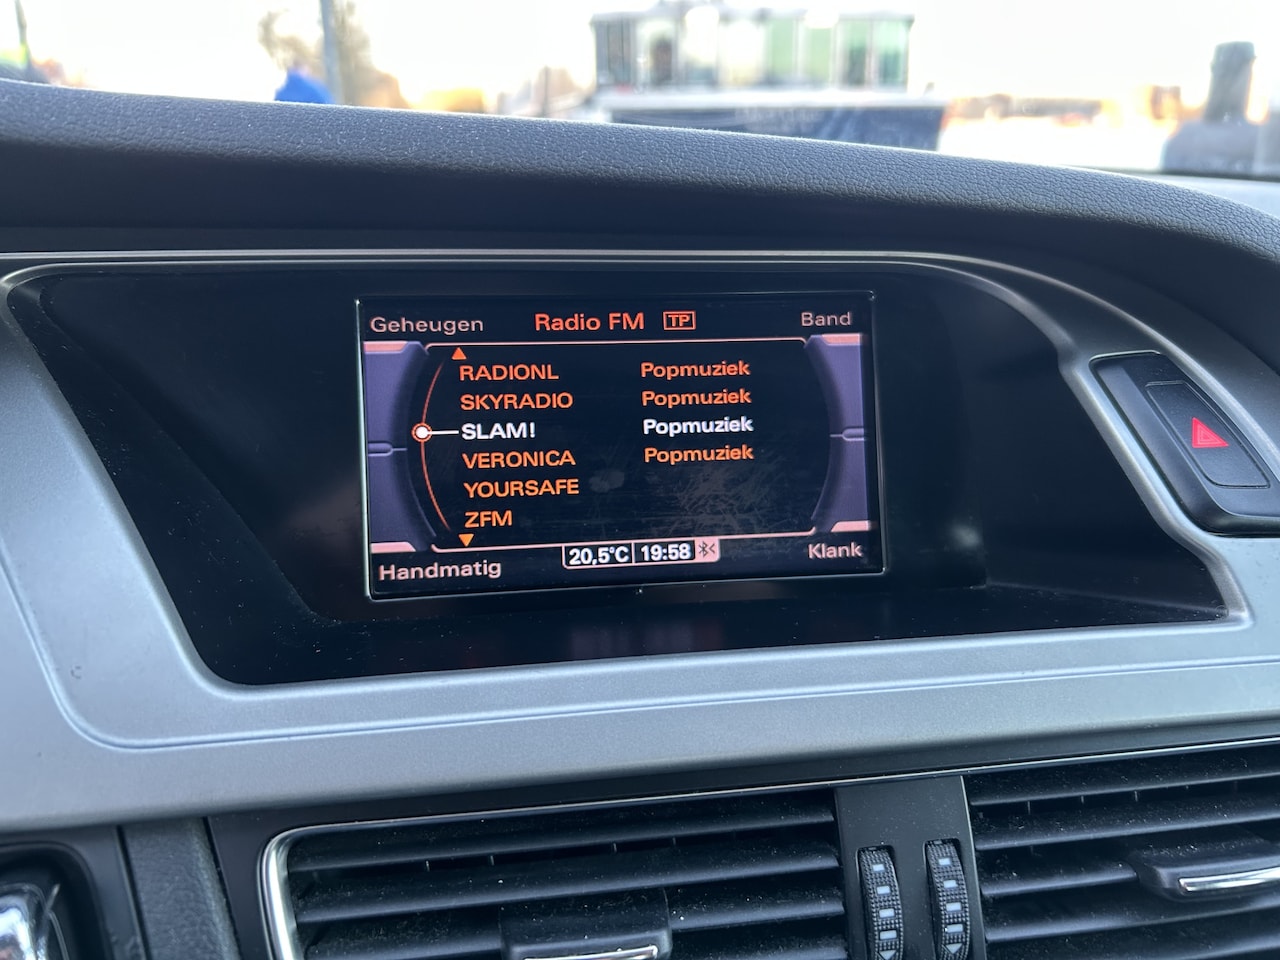 Geheugen Radio FM TP Band
RADIONL Popmuziek
SKYRADIO Popmuziek
SLAM! Popmuziek
VERONICA Popmuziek
YOURSAFE
ZFM
Handmatig 20,5°C 19:58 Klank